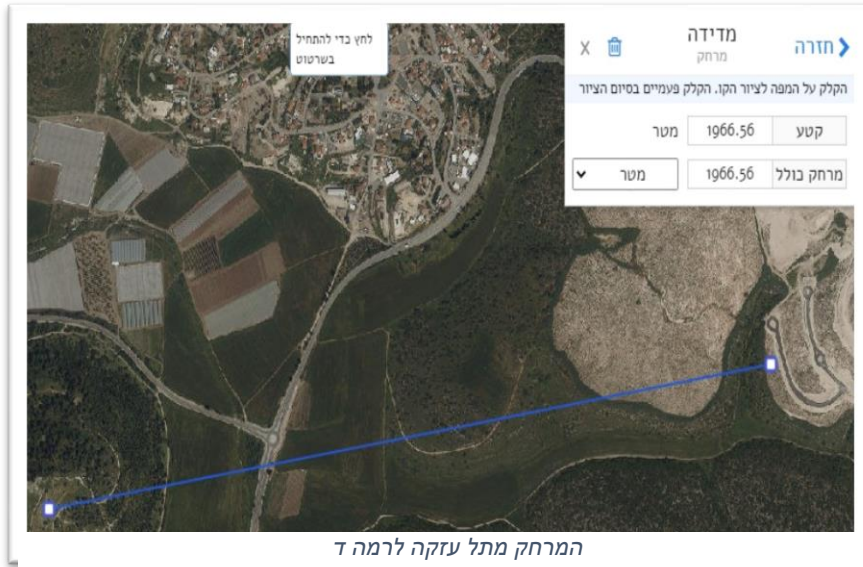 לחץ כדי להתחיל
בשרטוט
חזרה
מדידה
מרחק
X
הקלק על המפה לציור הקו. הקלק פעמיים בסיום הציור
קטע 1966.56 מטר
מרחק כולל 1966.56 מטר
המרחק מתל עזקה לרמה ד